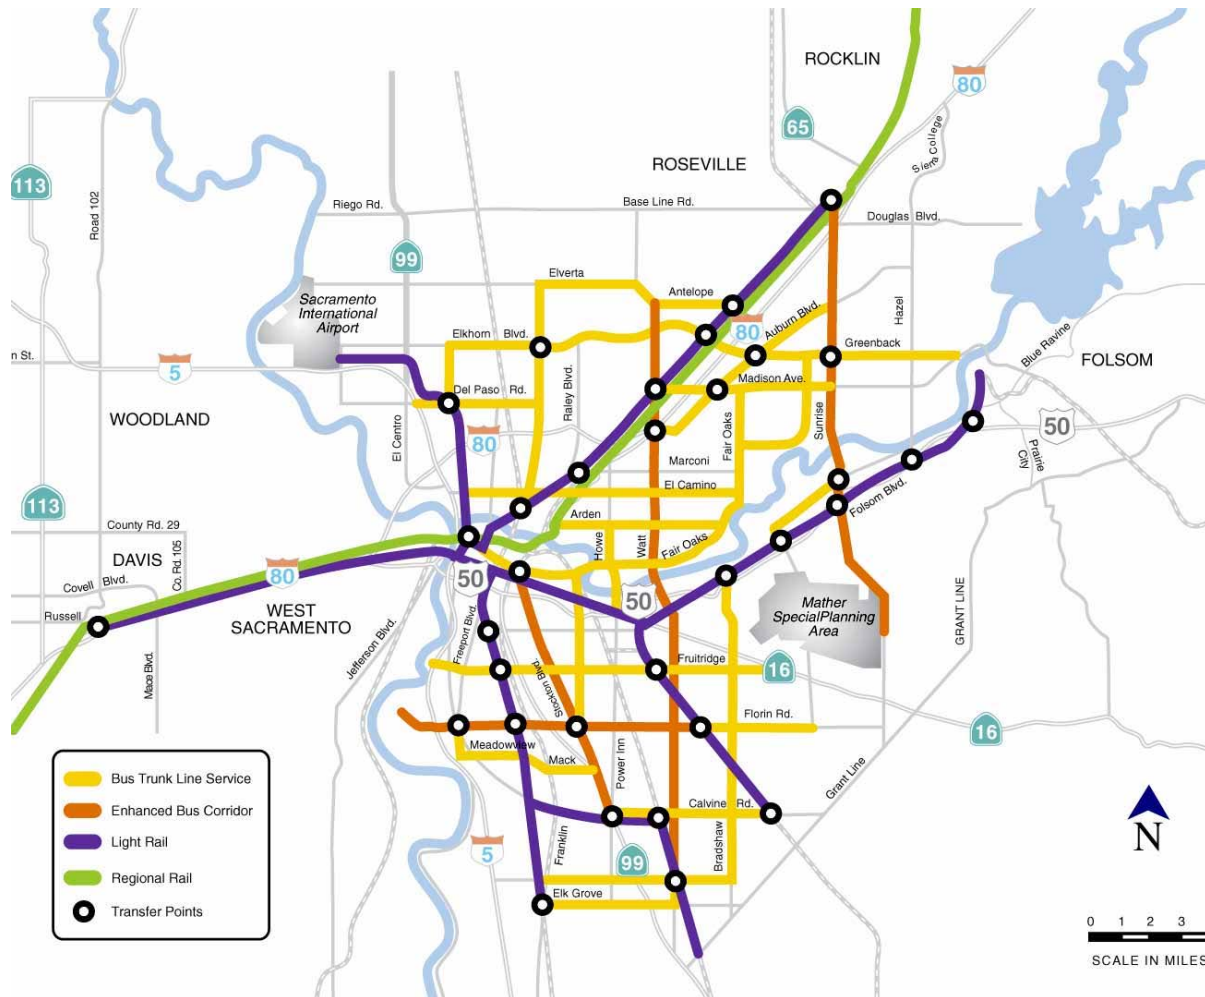 ROCKLIN
80
65
ROSEVILLE
Sierra College
113
Road 102
Riego Rd.
Base Line Rd.
Douglas Blvd.
99
Elverta
Sacramento
International
Airport
Antelope
Hazel
80
Auburn Blvd.
Elkhorn Blvd.
Greenback
Blue Ravine
n St.
5
FOLSOM
Raley Blvd.
Madison Ave.
Del Paso Rd.
WOODLAND
El Centro
80
Fair Oaks
Sunrise
50
Prairie
City
Marconi
El Camino
Folsom Blvd.
113
Arden
County Rd. 29
Howe
Watt
Fair Oaks
DAVIS
Co. Rd. 105
80
Covell Blvd.
50
50
Russell
WEST
SACRAMENTO
Mather
SpecialPlanning
Area
GRANT LINE
Jefferson Blvd.
Freeport Blvd.
Mace Blvd.
Stockton Blvd.
Fruitridge
16
Florin Rd.
16
Meadowview
Mack
Power Inn
Grant Line
Bus Trunk Line Service
Enhanced Bus Corridor
Light Rail
Regional Rail
Transfer Points
Calvine Rd.
N
5
Franklin
99
Bradshaw
Elk Grove
0 1 2 3
SCALE IN MILES